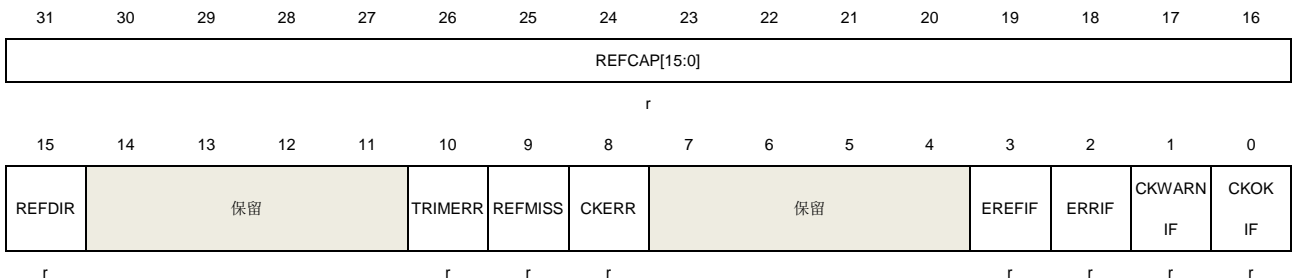 31 30 29 28 27 26 25 24 23 22 21 20 19 18 17 16
REFCAP[15:0]
r
15 14 13 12 11 10 9 8 7 6 5 4 3 2 1 0
REFDIR 保留 TRIMERR REFMISS CKERR 保留 EREFIF ERRIF CKWARN CKOK
IF IF
r r r r r r r r